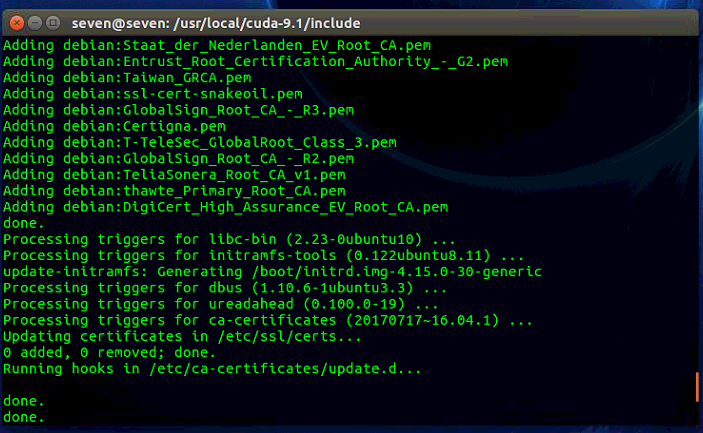 seven@seven: /usr/local/cuda-9.1/include
Adding debian:Staat_der_Nederlanden_EV_Root_CA.pem
Adding debian:Entrust_Root_Certification_Authority_-_G2.pem
Adding debian:Taiwan_GRCA.pem
Adding debian:ssl-cert-snakeoil.pem
Adding debian:GlobalSign_Root_CA_-_R3.pem
Adding debian:Certigna.pem
Adding debian:T-TeleSec_GlobalRoot_Class_3.pem
Adding debian:GlobalSign_Root_CA_-_R2.pem
Adding debian:TeliaSonera_Root_CA_v1.pem
Adding debian:thawte_Primary_Root_CA.pem
Adding debian:DigiCert_High_Assurance_EV_Root_CA.pem
done.
Processing triggers for libc-bin (2.23-0ubuntu10) ...
Processing triggers for initramfs-tools (0.122ubuntu8.11) ...
update-initramfs: Generating /boot/initrd.img-4.15.0-30-generic
Processing triggers for dbus (1.10.6-1ubuntu3.3) ...
Processing triggers for ureadahead (0.100.0-19) ...
Processing triggers for ca-certificates (20170717~16.04.1) ...
Updating certificates in /etc/ssl/certs...
0 added, 0 removed; done.
Running hooks in /etc/ca-certificates/update.d...
done.
done.